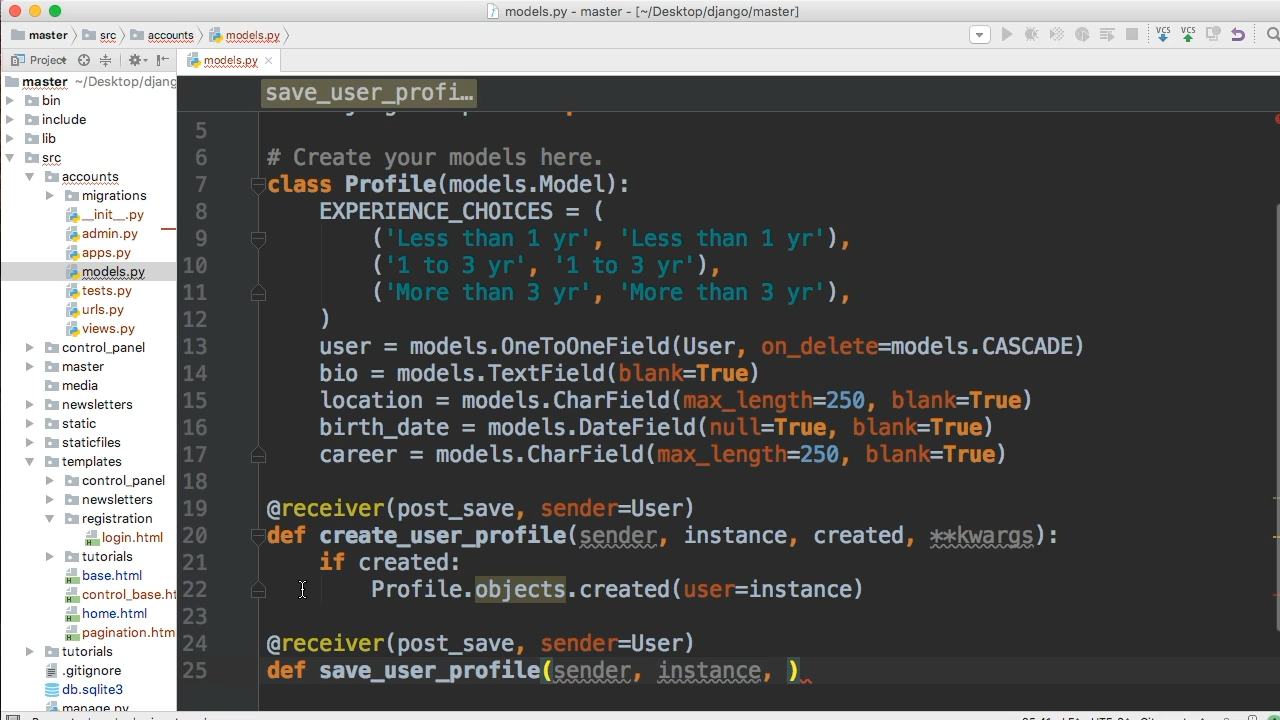 models.py - master - [~/Desktop/django/master]
master src accounts models.py
Project models.py
master ~/Desktop/djang
bin
include
lib
src
accounts
migrations
__init__.py
admin.py
apps.py
models.py
tests.py
urls.py
views.py
control_panel
master
media
newsletters
static
staticfiles
templates
control_panel
newsletters
registration
login.html
tutorials
base.html
control_base.ht
home.html
pagination.htm
tutorials
.gitignore
db.sqlite3
manage.py
VCS VCS
save_user_profi…
5
6 # Create your models here.
7 class Profile(models.Model):
8 EXPERIENCE_CHOICES = (
9 ('Less than 1 yr', 'Less than 1 yr'),
10 ('1 to 3 yr', '1 to 3 yr'),
11 ('More than 3 yr', 'More than 3 yr'),
12 )
13 user = models.OneToOneField(User, on_delete=models.CASCADE)
14 bio = models.TextField(blank=True)
15 location = models.CharField(max_length=250, blank=True)
16 birth_date = models.DateField(null=True, blank=True)
17 career = models.CharField(max_length=250, blank=True)
18
19 @receiver(post_save, sender=User)
20 def create_user_profile(sender, instance, created, **kwargs):
21 if created:
22 Profile.objects.created(user=instance)
23
24 @receiver(post_save, sender=User)
25 def save_user_profile(sender, instance, )